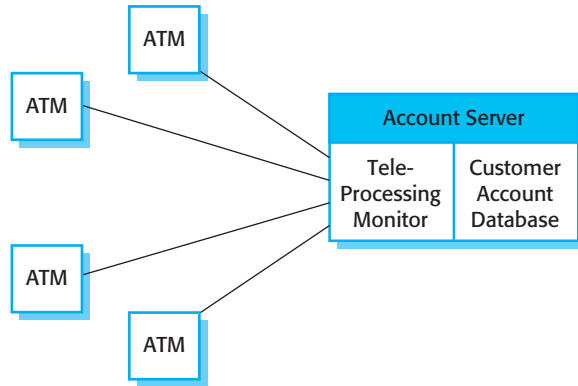 ATM
ATM
Account Server
Tele-
Processing
Monitor
Customer
Account
Database
ATM
ATM